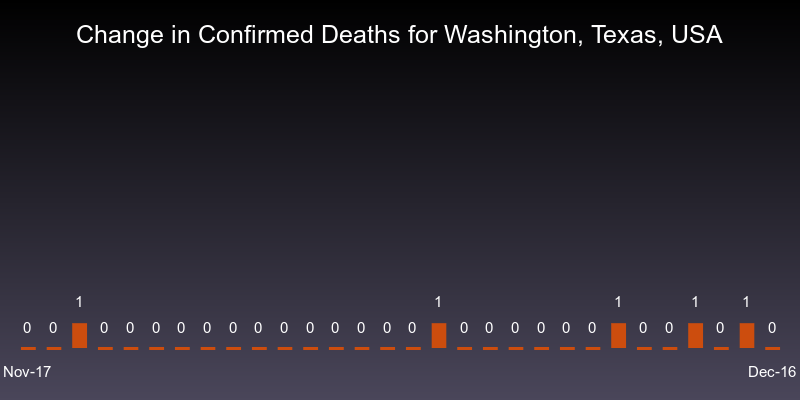 Change in Confirmed Deaths for Washington, Texas, USA
0 0 1 0 0 0 0 0 0 0 0 0 0 0 0 0 1 0 0 0 0 0 0 1 0 0 1 0 1 0
Nov-17 Dec-16